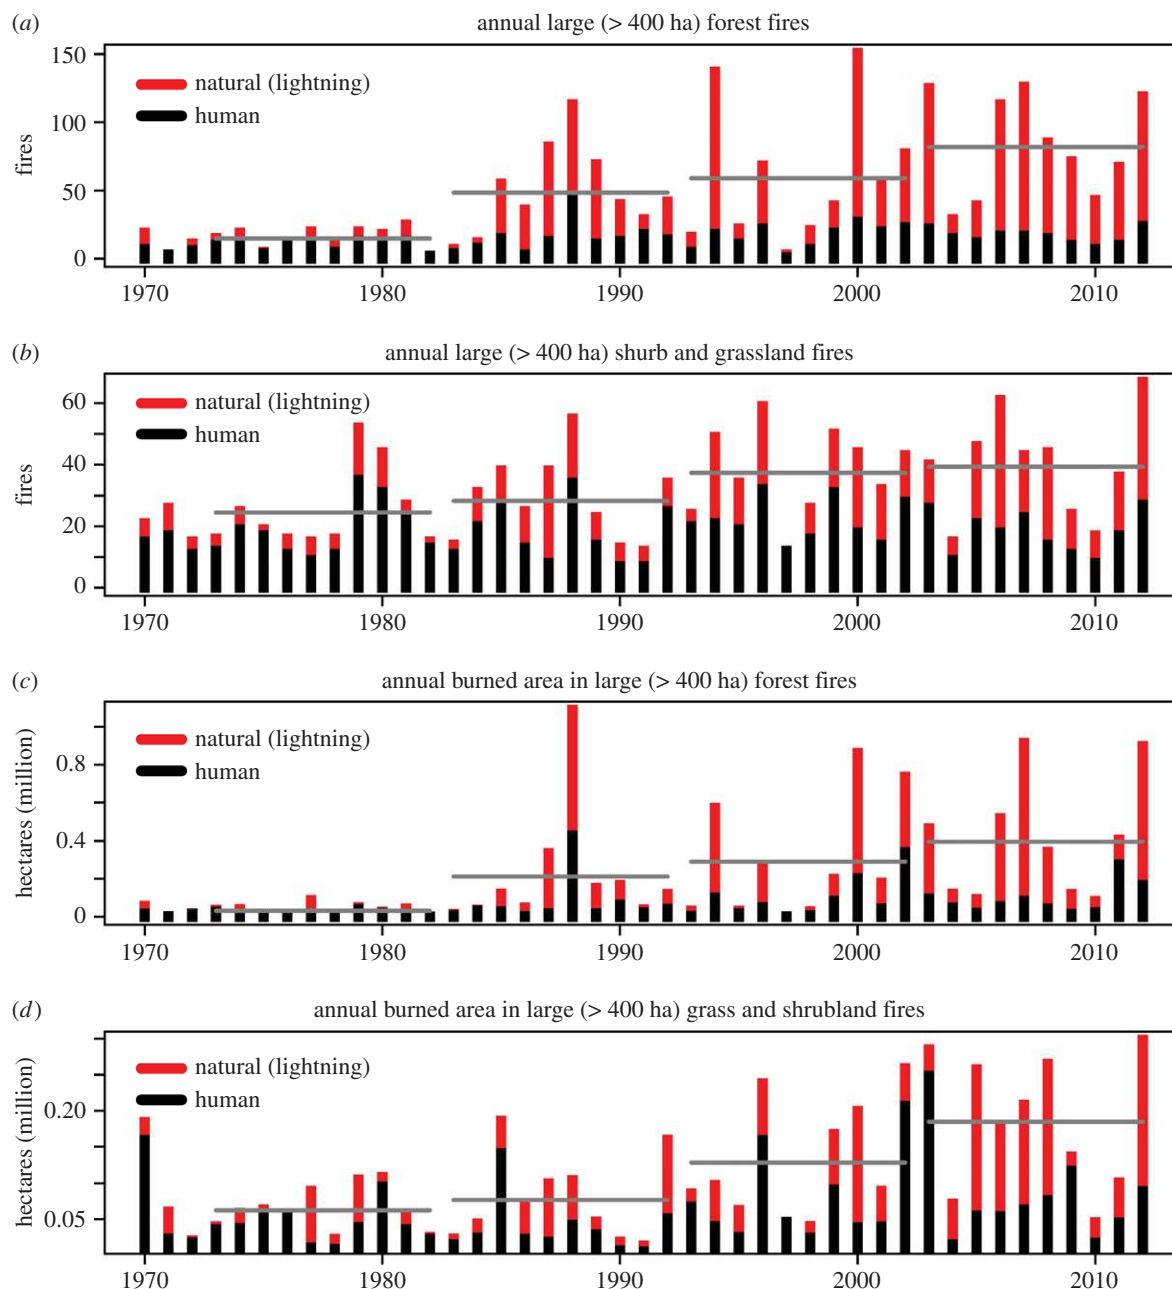 (a)
annual large (> 400 ha) forest fires
150
100
50
0
fires
natural (lightning)
human
1970
1980
1990
2000
2010
(b)
annual large (> 400 ha) shurb and grassland fires
60
40
20
0
fires
natural (lightning)
human
1970
1980
1990
2000
2010
(c)
annual burned area in large (> 400 ha) forest fires
0.8
0.4
0
hectares (million)
natural (lightning)
human
1970
1980
1990
2000
2010
(d)
annual burned area in large (> 400 ha) grass and shrubland fires
0.20
0.05
hectares (million)
natural (lightning)
human
1970
1980
1990
2000
2010